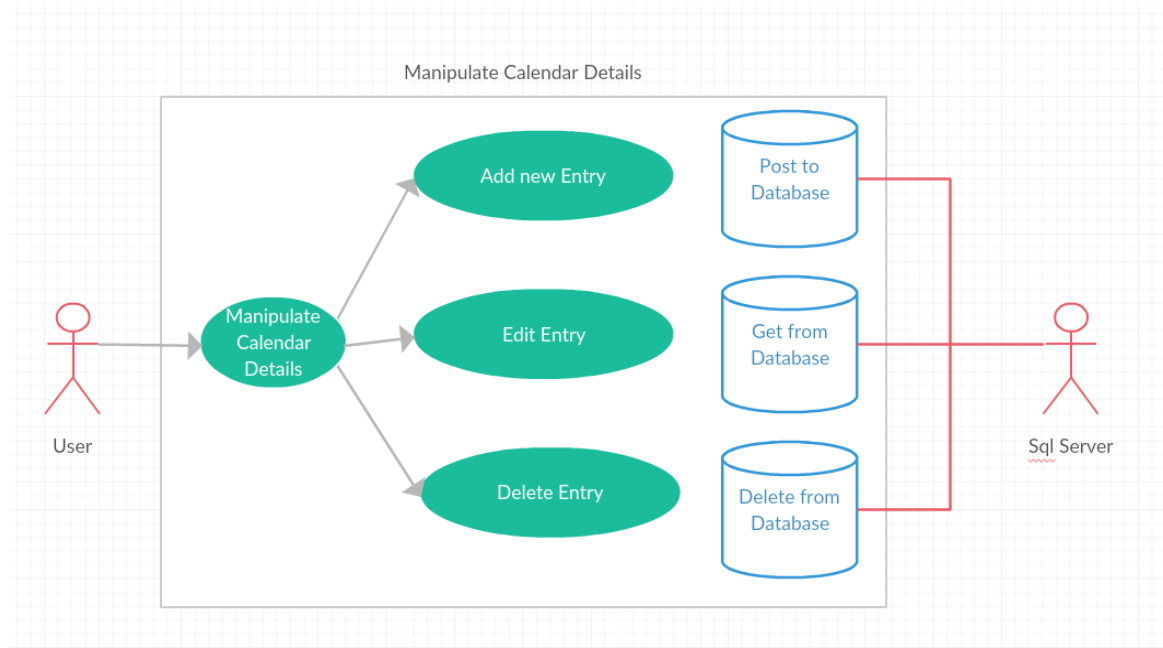 Manipulate Calendar Details
Add new Entry
Post to
Database
Manipulate
Calendar
Details
Edit Entry
Get from
Database
User
Sql Server
Delete Entry
Delete from
Database